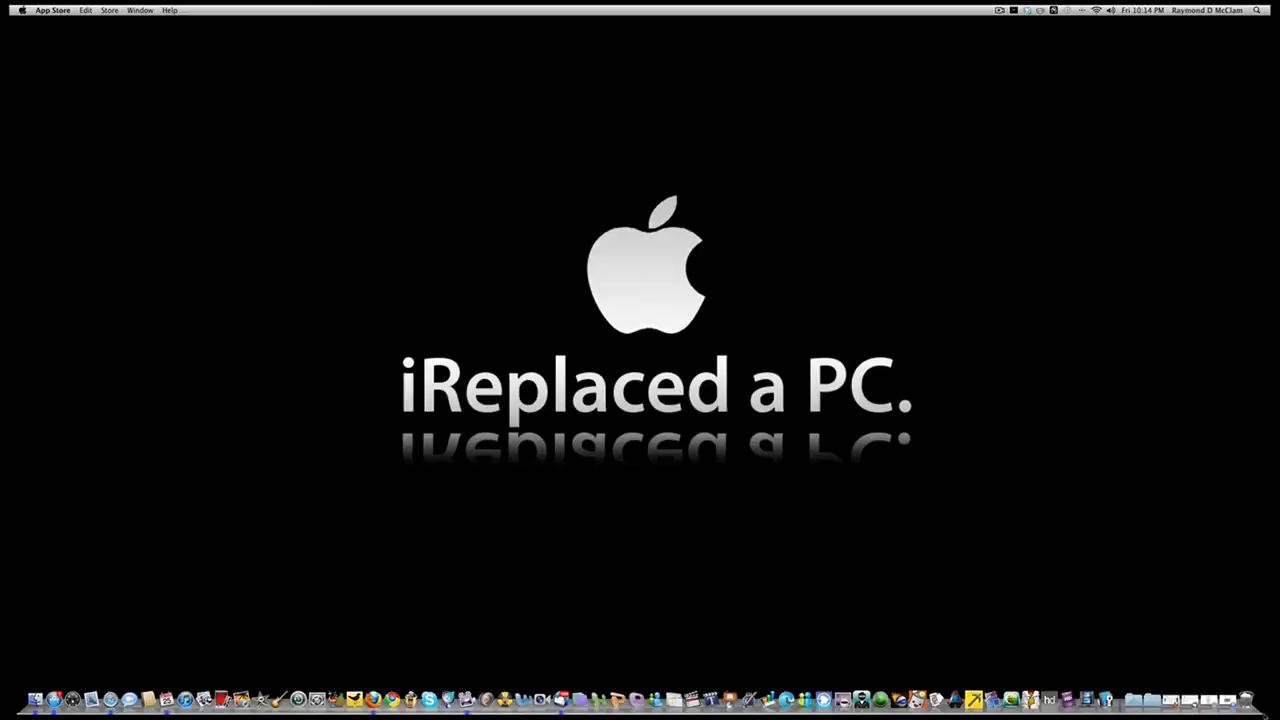 App Store Edit Store Window Help Fri 10:14 PM Raymond D McClam
iReplaced a PC.